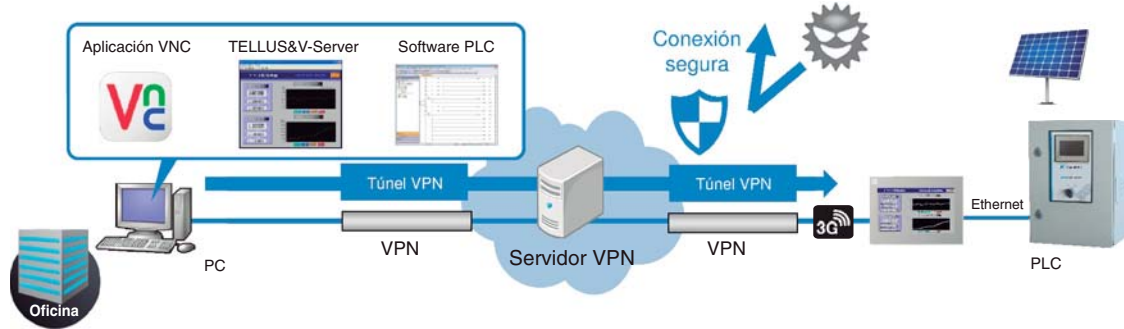 Aplicación VNC
TELLUS&V-Server
Software PLC
Conexión
segura
Túnel VPN
Túnel VPN
3G
Ethernet
VPN
Servidor VPN
VPN
PC
PLC
Oficina